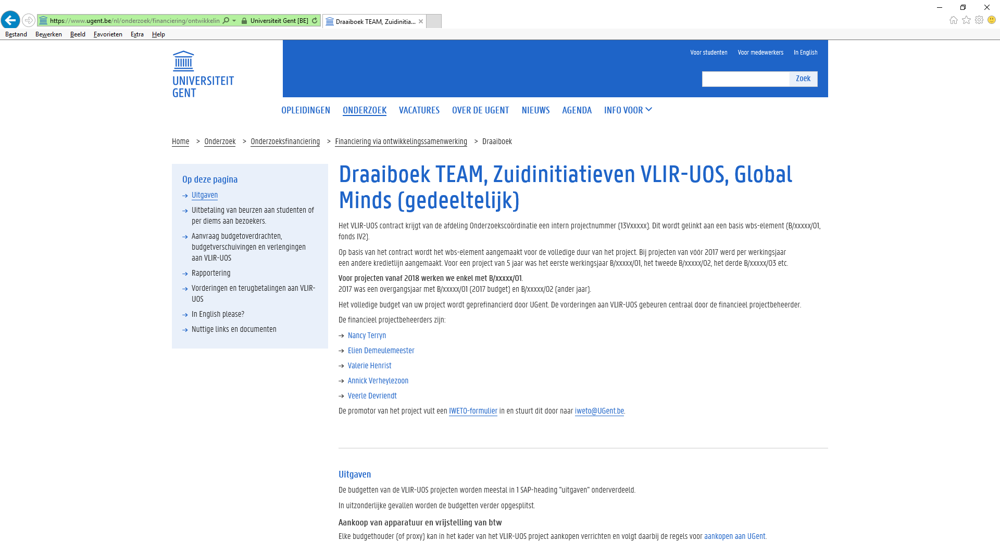 https://www.ugent.be/nl/onderzoek/financiering/ontwikkelin
Universiteit Gent [BE]
Draaiboek TEAM, Zuidinitia...
Bestand Bewerken Beeld Favorieten Extra Help
UNIVERSITEIT
GENT
Voor studenten Voor medewerkers In English
Zoek
OPLEIDINGEN ONDERZOEK VACATURES OVER DE UGENT NIEUWS AGENDA INFO VOOR
Home > Onderzoek > Onderzoeksfinanciering > Financiering via ontwikkelingssamenwerking > Draaiboek
Op deze pagina
Uitgaven
Uitbetaling van beurzen aan studenten of
per diems aan bezoekers.
Aanvraag budgetoverdrachten,
budgetverschuivingen en verlengingen
aan VLIR-UOS
Rapportering
Vorderingen en terugbetalingen aan VLIR-
UOS
In English please?
Nuttige links en documenten
Draaiboek TEAM, Zuidinitiatieven VLIR-UOS, Global
Minds (gedeeltelijk)
Het VLIR-UOS contract krijgt van de afdeling Onderzoekscoördinatie een intern projectnummer (13Vxxxxx). Dit wordt gelinkt aan een basis wbs-element (B/xxxxx/01,
fonds IV2).
Op basis van het contract wordt het wbs-element aangemaakt voor de volledige duur van het project. Bij projecten van vóór 2017 werd per werkingsjaar
een andere kredietlijn aangemaakt. Voor een project van 5 jaar was het eerste werkingsjaar B/xxxxx/01, het tweede B/xxxxx/02, het derde B/xxxxx/03 etc.
Voor projecten vanaf 2018 werken we enkel met B/xxxxx/01.
2017 was een overgangsjaar met B/xxxxx/01 (2017 budget) en B/xxxxx/02 (ander jaar).
Het volledige budget van uw project wordt geprefinancierd door UGent. De vorderingen aan VLIR-UOS gebeuren centraal door de financieel projectbeheerder.
De financieel projectbeheerders zijn:
Nancy Terryn
Elien Demeulemeester
Valerie Henrist
Annick Verheylezoon
Veerle Devriendt
De promotor van het project vult een IWETO-formulier in en stuurt dit door naar iweto@UGent.be.
Uitgaven
De budgetten van de VLIR-UOS projecten worden meestal in 1 SAP-heading "uitgaven" onderverdeeld.
In uitzonderlijke gevallen worden de budgetten verder opgesplitst.
Aankoop van apparatuur en vrijstelling van btw
Elke budgethouder (of proxy) kan in het kader van het VLIR-UOS project aankopen verrichten en volgt daarbij de regels voor aankopen aan UGent.